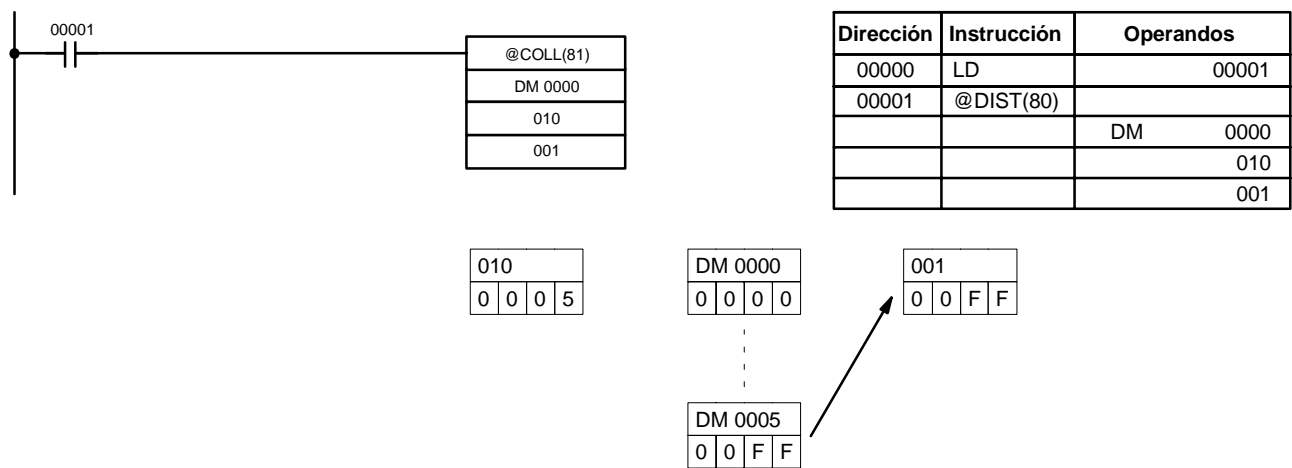 00001
@COLL(81)
DM 0000
010
001
Dirección Instrucción Operandos
00000 LD 00001
00001 @DIST(80)
DM 0000
010
001
010 DM 0000 001
0 0 0 5 0 0 0 0 0 0 F F
DM 0005
0 0 F F